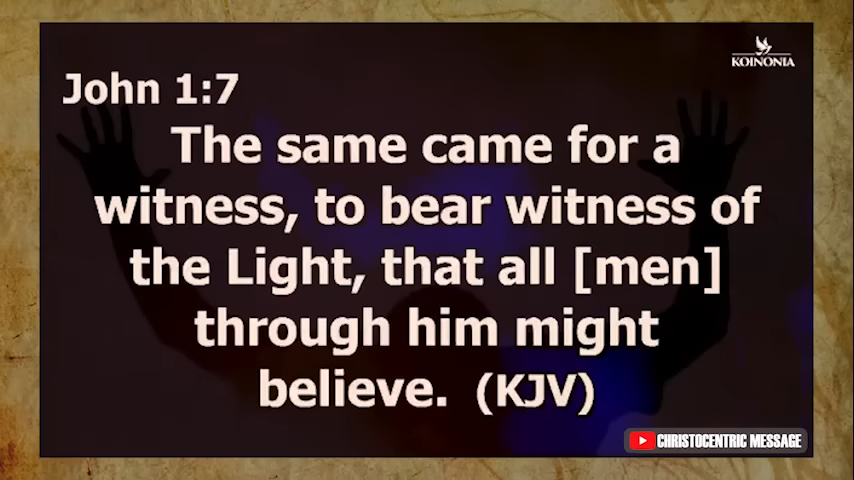 KOINONIA
John 1:7
The same came for a
witness, to bear witness of
the Light, that all [men]
through him might
believe. (KJV)
CHRISTOCENTRIC MESSAGE